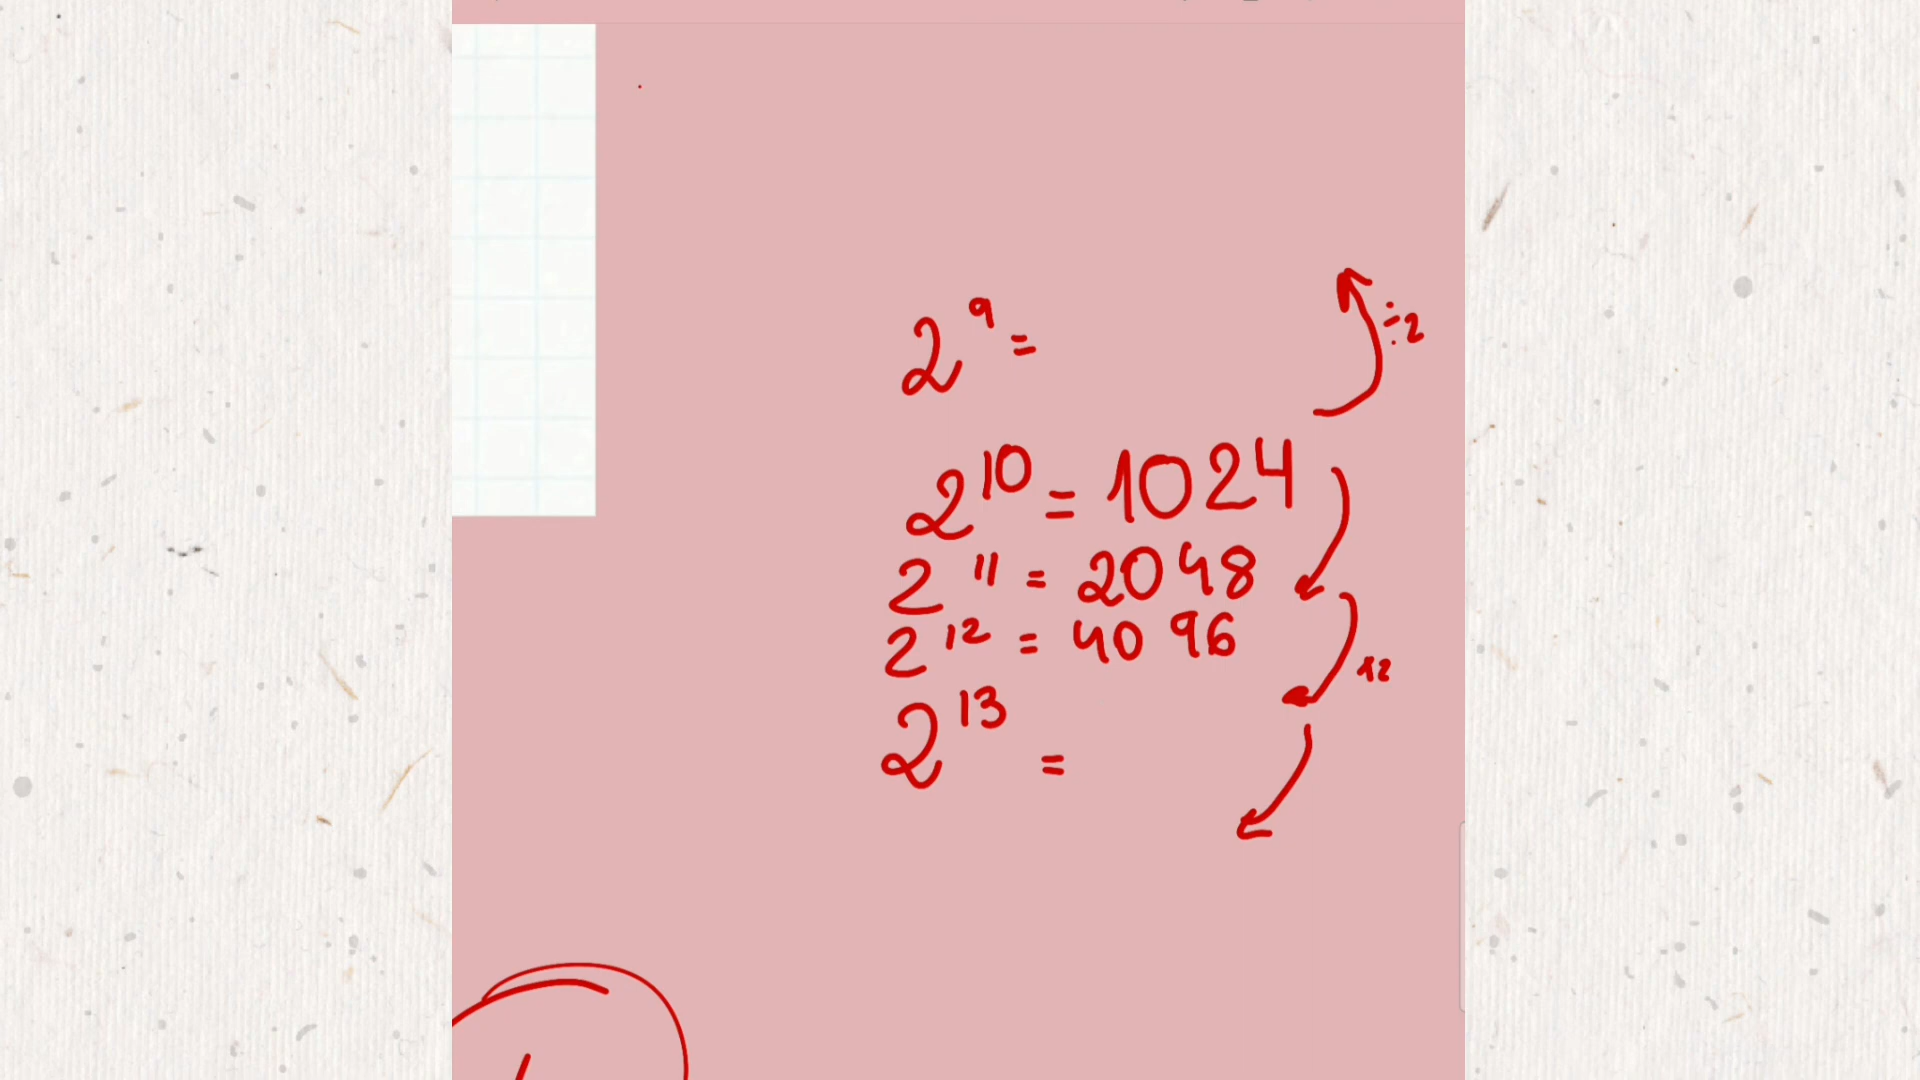 2⁹ =
÷2
2¹⁰ = 1024
2¹¹ = 2048
2¹² = 4096
×2
2¹³ =